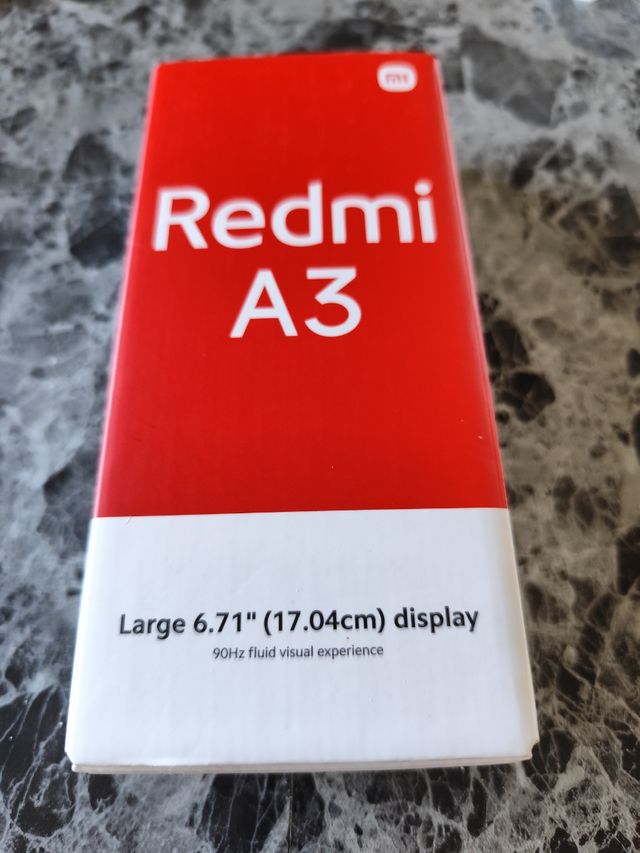 mi
Redmi
A3
Large 6.71" (17.04cm) display
90Hz fluid visual experience